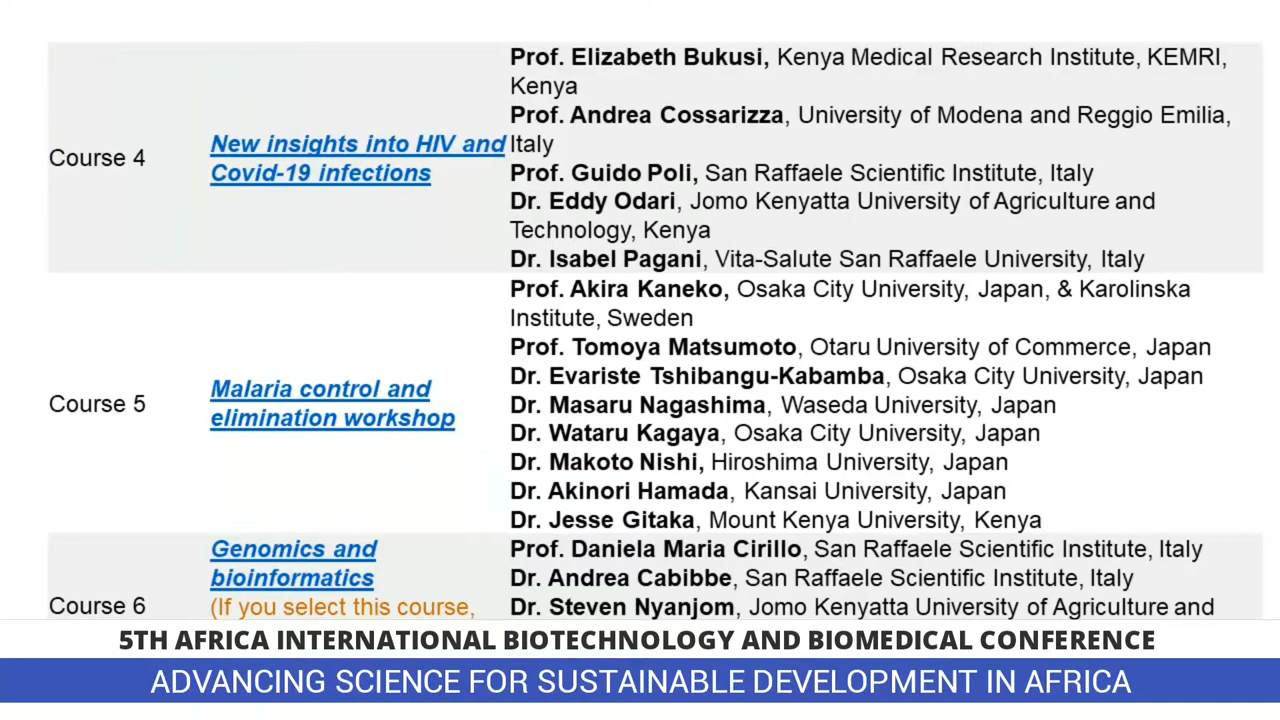 Prof. Elizabeth Bukusi, Kenya Medical Research Institute, KEMRI,
Kenya
Prof. Andrea Cossarizza, University of Modena and Reggio Emilia,
Italy
Course 4
New insights into HIV and
Covid-19 infections
Prof. Guido Poli, San Raffaele Scientific Institute, Italy
Dr. Eddy Odari, Jomo Kenyatta University of Agriculture and
Technology, Kenya
Dr. Isabel Pagani, Vita-Salute San Raffaele University, Italy
Prof. Akira Kaneko, Osaka City University, Japan, & Karolinska
Institute, Sweden
Prof. Tomoya Matsumoto, Otaru University of Commerce, Japan
Dr. Evariste Tshibangu-Kabamba, Osaka City University, Japan
Course 5
Malaria control and
elimination workshop
Dr. Masaru Nagashima, Waseda University, Japan
Dr. Wataru Kagaya, Osaka City University, Japan
Dr. Makoto Nishi, Hiroshima University, Japan
Dr. Akinori Hamada, Kansai University, Japan
Dr. Jesse Gitaka, Mount Kenya University, Kenya
Course 6
Genomics and
bioinformatics
(If you select this course,
Prof. Daniela Maria Cirillo, San Raffaele Scientific Institute, Italy
Dr. Andrea Cabibbe, San Raffaele Scientific Institute, Italy
Dr. Steven Nyanjom, Jomo Kenyatta University of Agriculture and
5TH AFRICA INTERNATIONAL BIOTECHNOLOGY AND BIOMEDICAL CONFERENCE
ADVANCING SCIENCE FOR SUSTAINABLE DEVELOPMENT IN AFRICA